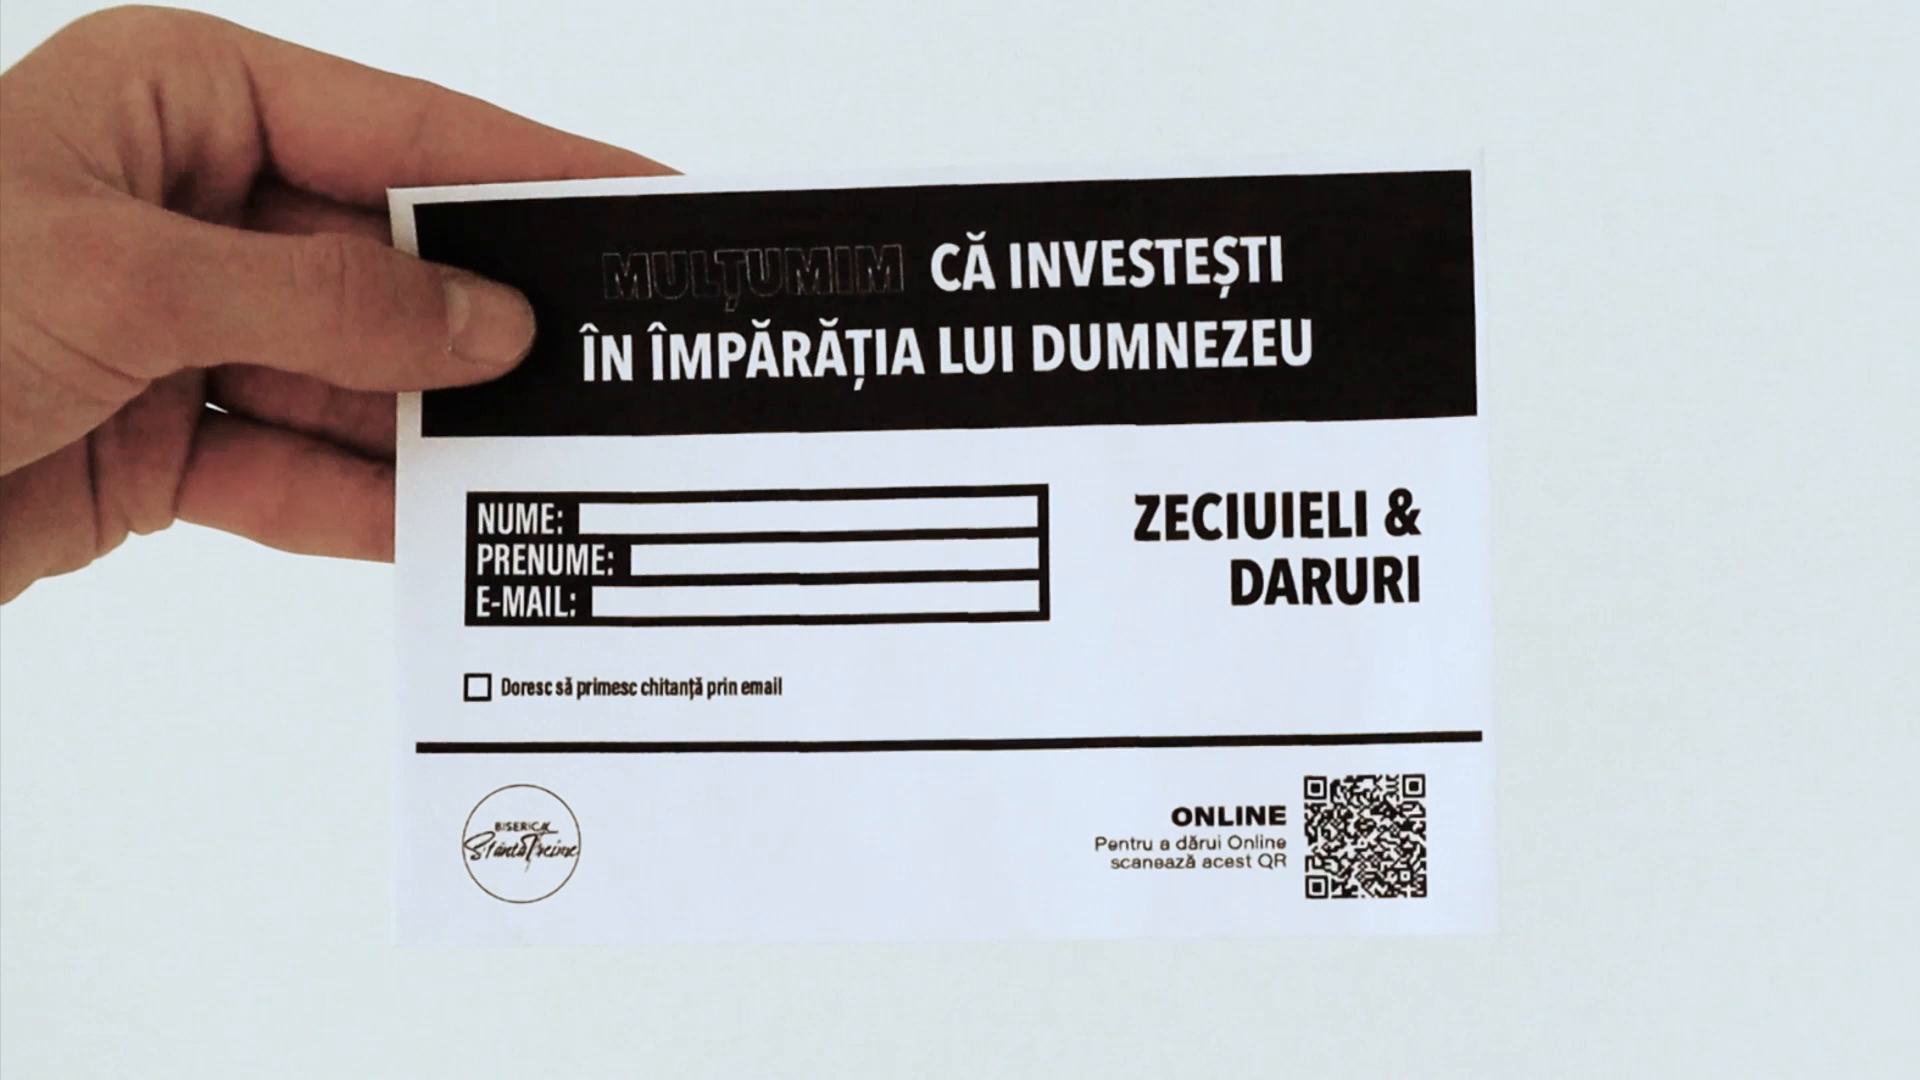 MULȚUMIM CĂ INVESTEȘTI
ÎN ÎMPĂRĂȚIA LUI DUMNEZEU
NUME:
PRENUME:
E-MAIL:
ZECIUIELI &
DARURI
Doresc să primesc chitanță prin email
BISERICA
Sfânta Treime
ONLINE
Pentru a dărui Online
scanează acest QR